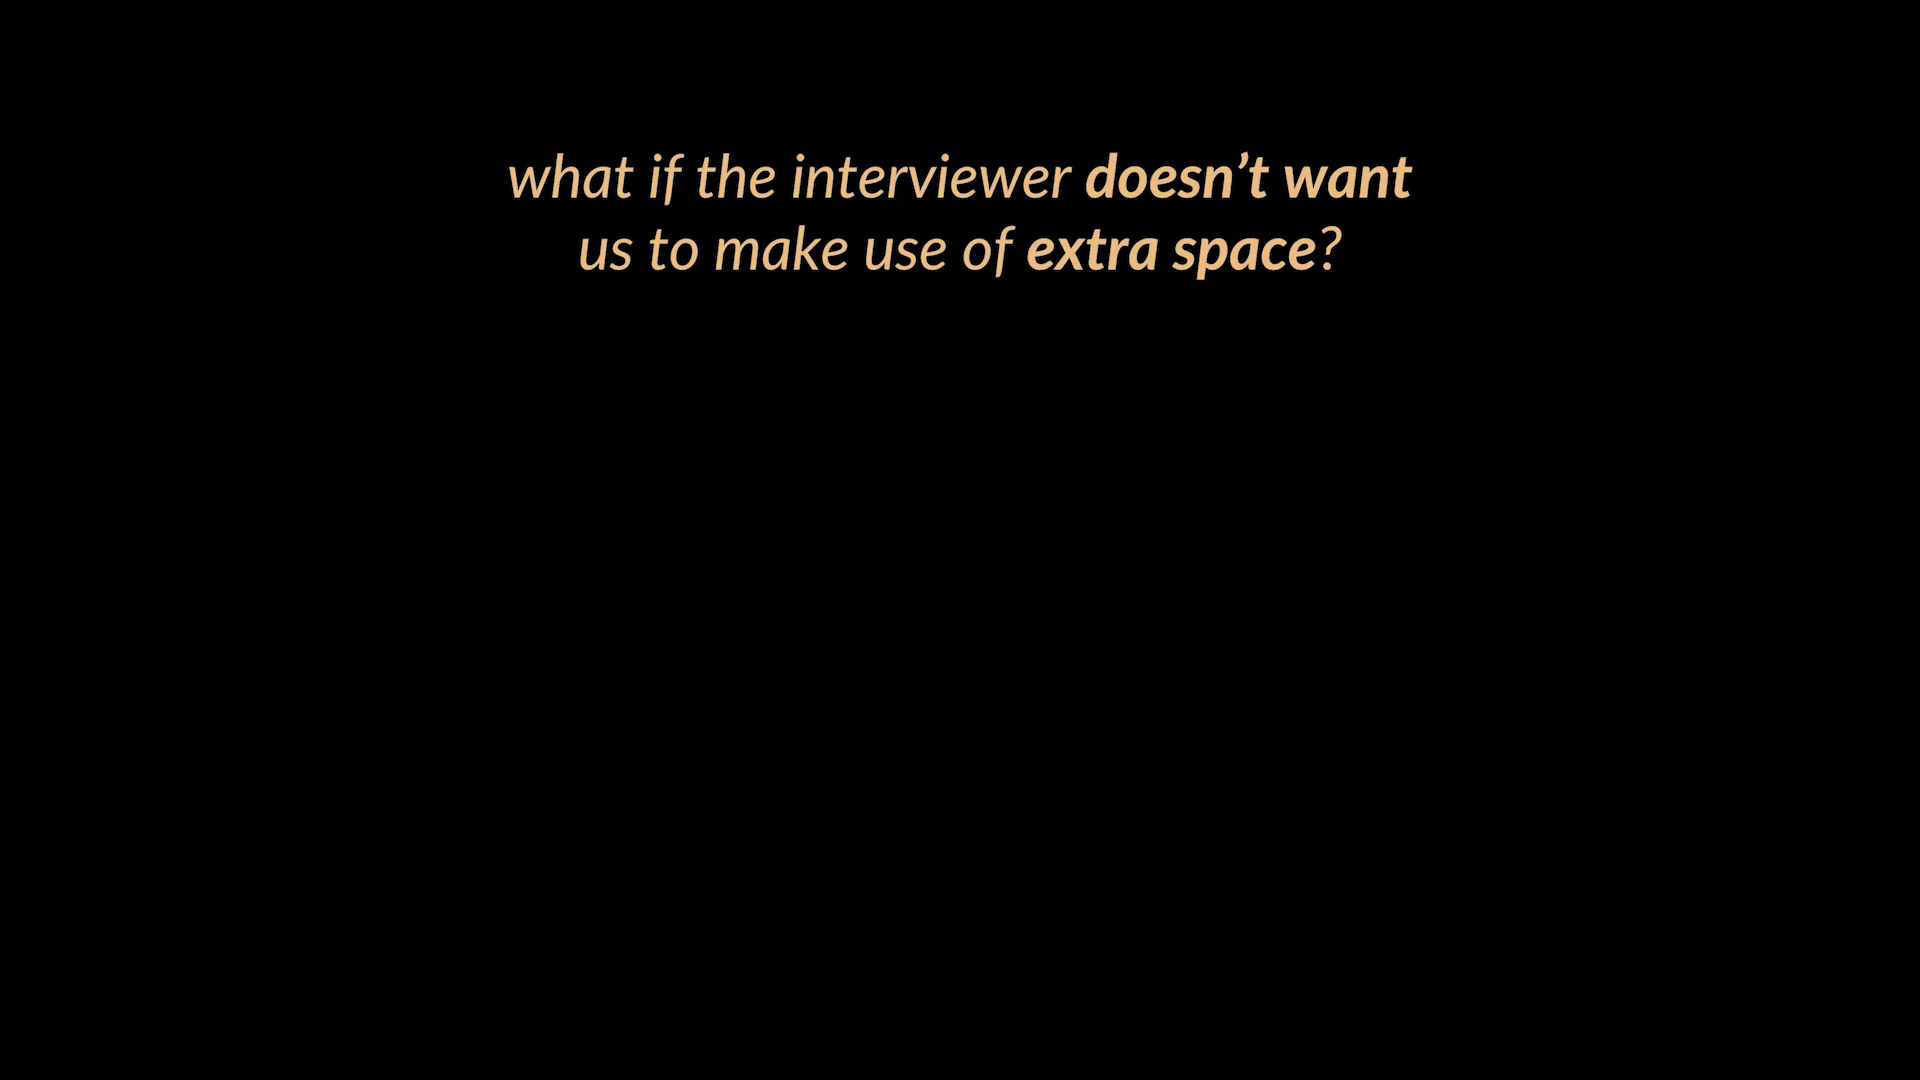 what if the interviewer doesn’t want
us to make use of extra space?